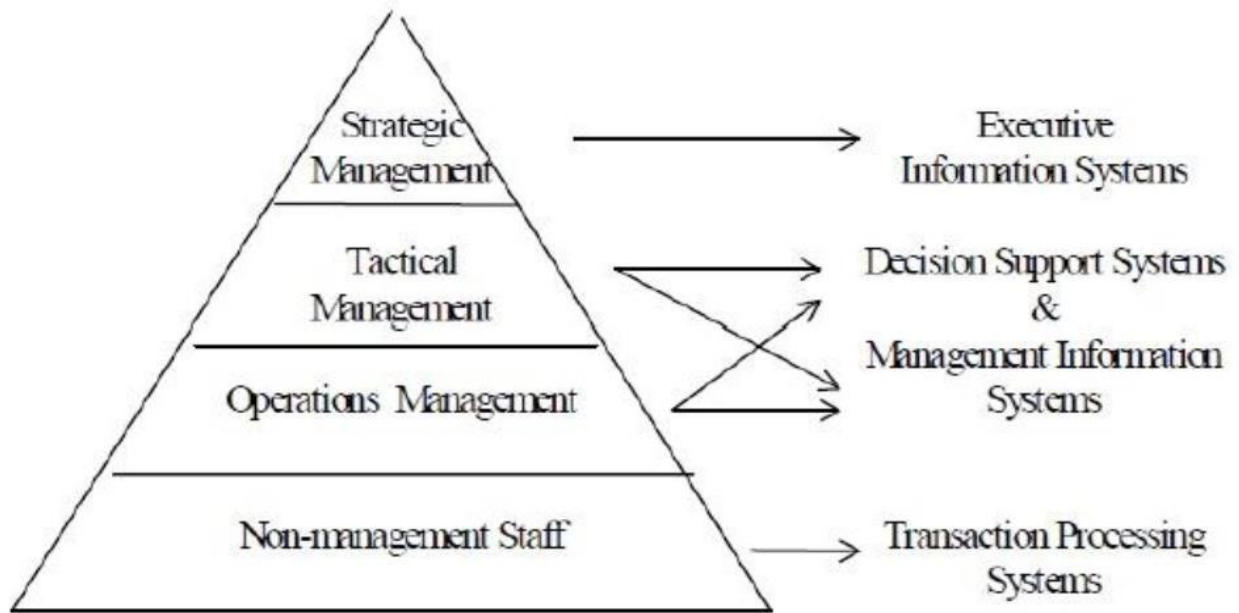 Strategic
Management
Executive
Information Systems
Tactical
Management
Decision Support Systems
&
Management Information
Systems
Operations Management
Non-management Staff
Transaction Processing
Systems